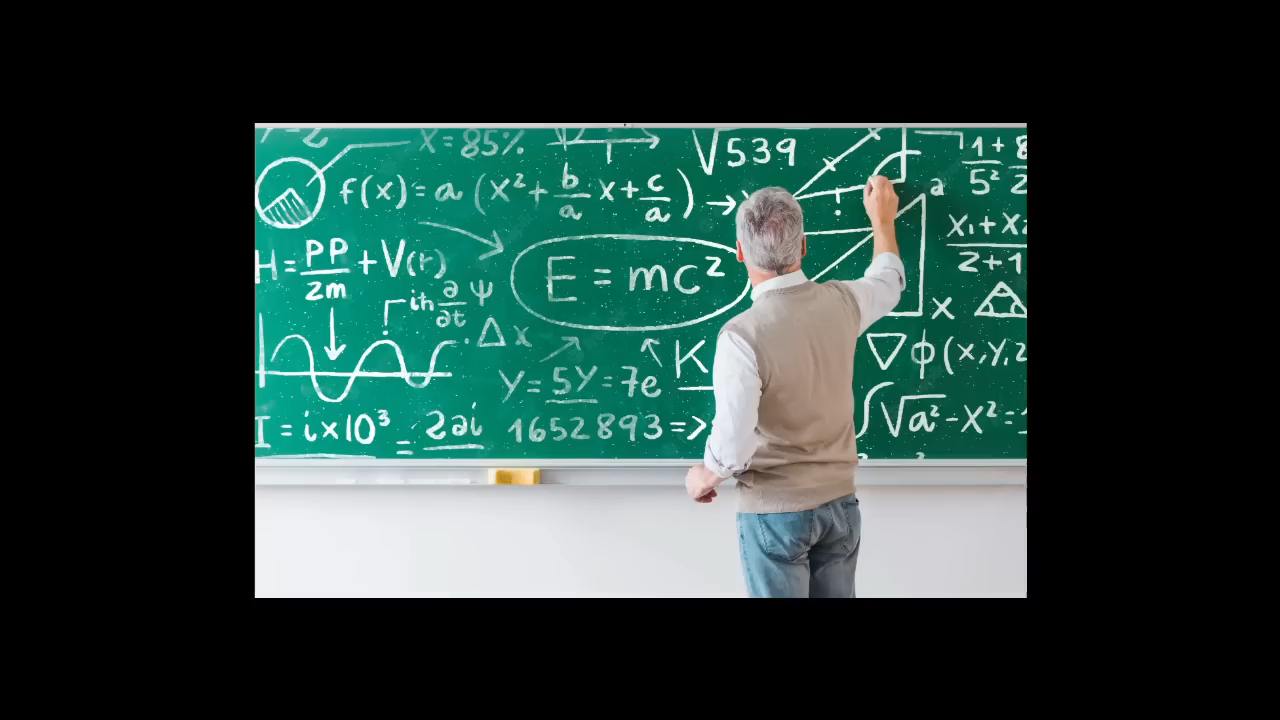 X = 85%
√539
1 + 8
5² 2
f(x) = a (x² + b/a x + c/a) →
a
X₁ + X₂
2 + 1
H = PP/2m + V(r)
E = mc²
iħ ∂/∂t ψ
X
Δx
K
▽ ϕ (x, y, z
Y = 5Y = 7e
I = i×10³ = 2∂i
1652893 =>
∫√a² - X² =